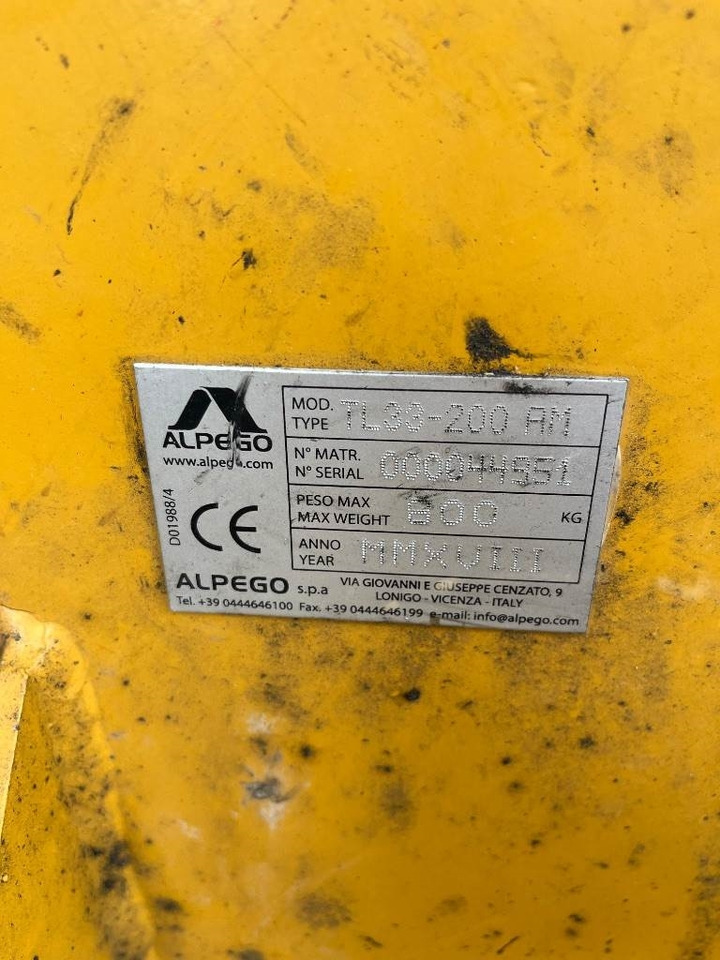 ALPEGO
www.alpego.com
D01988/4
CE
MOD.
TYPE
TL33-200 AM
N° MATR.
N° SERIAL
000044951
PESO MAX
MAX WEIGHT
800
KG
ANNO
YEAR
MMXVIII
ALPEGO s.p.a
VIA GIOVANNI E GIUSEPPE CENZATO, 9
LONIGO - VICENZA - ITALY
Tel. +39 0444646100 Fax. +39 0444646199 e-mail: info@alpego.com